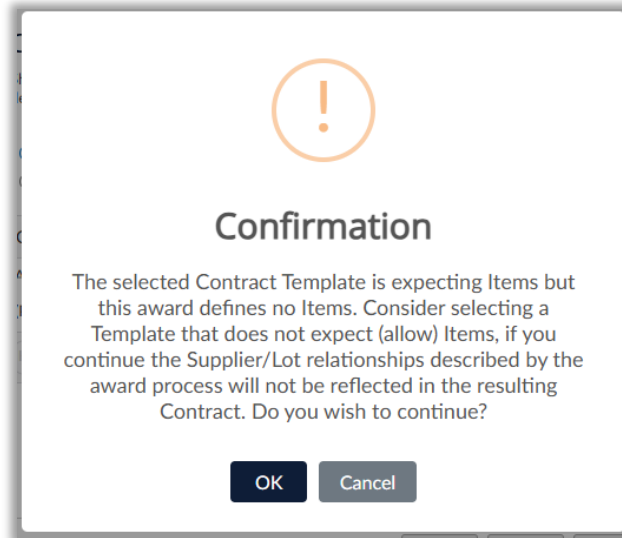 Confirmation
The selected Contract Template is expecting Items but
this award defines no Items. Consider selecting a
Template that does not expect (allow) Items, if you
continue the Supplier/Lot relationships described by the
award process will not be reflected in the resulting
Contract. Do you wish to continue?
OK
Cancel